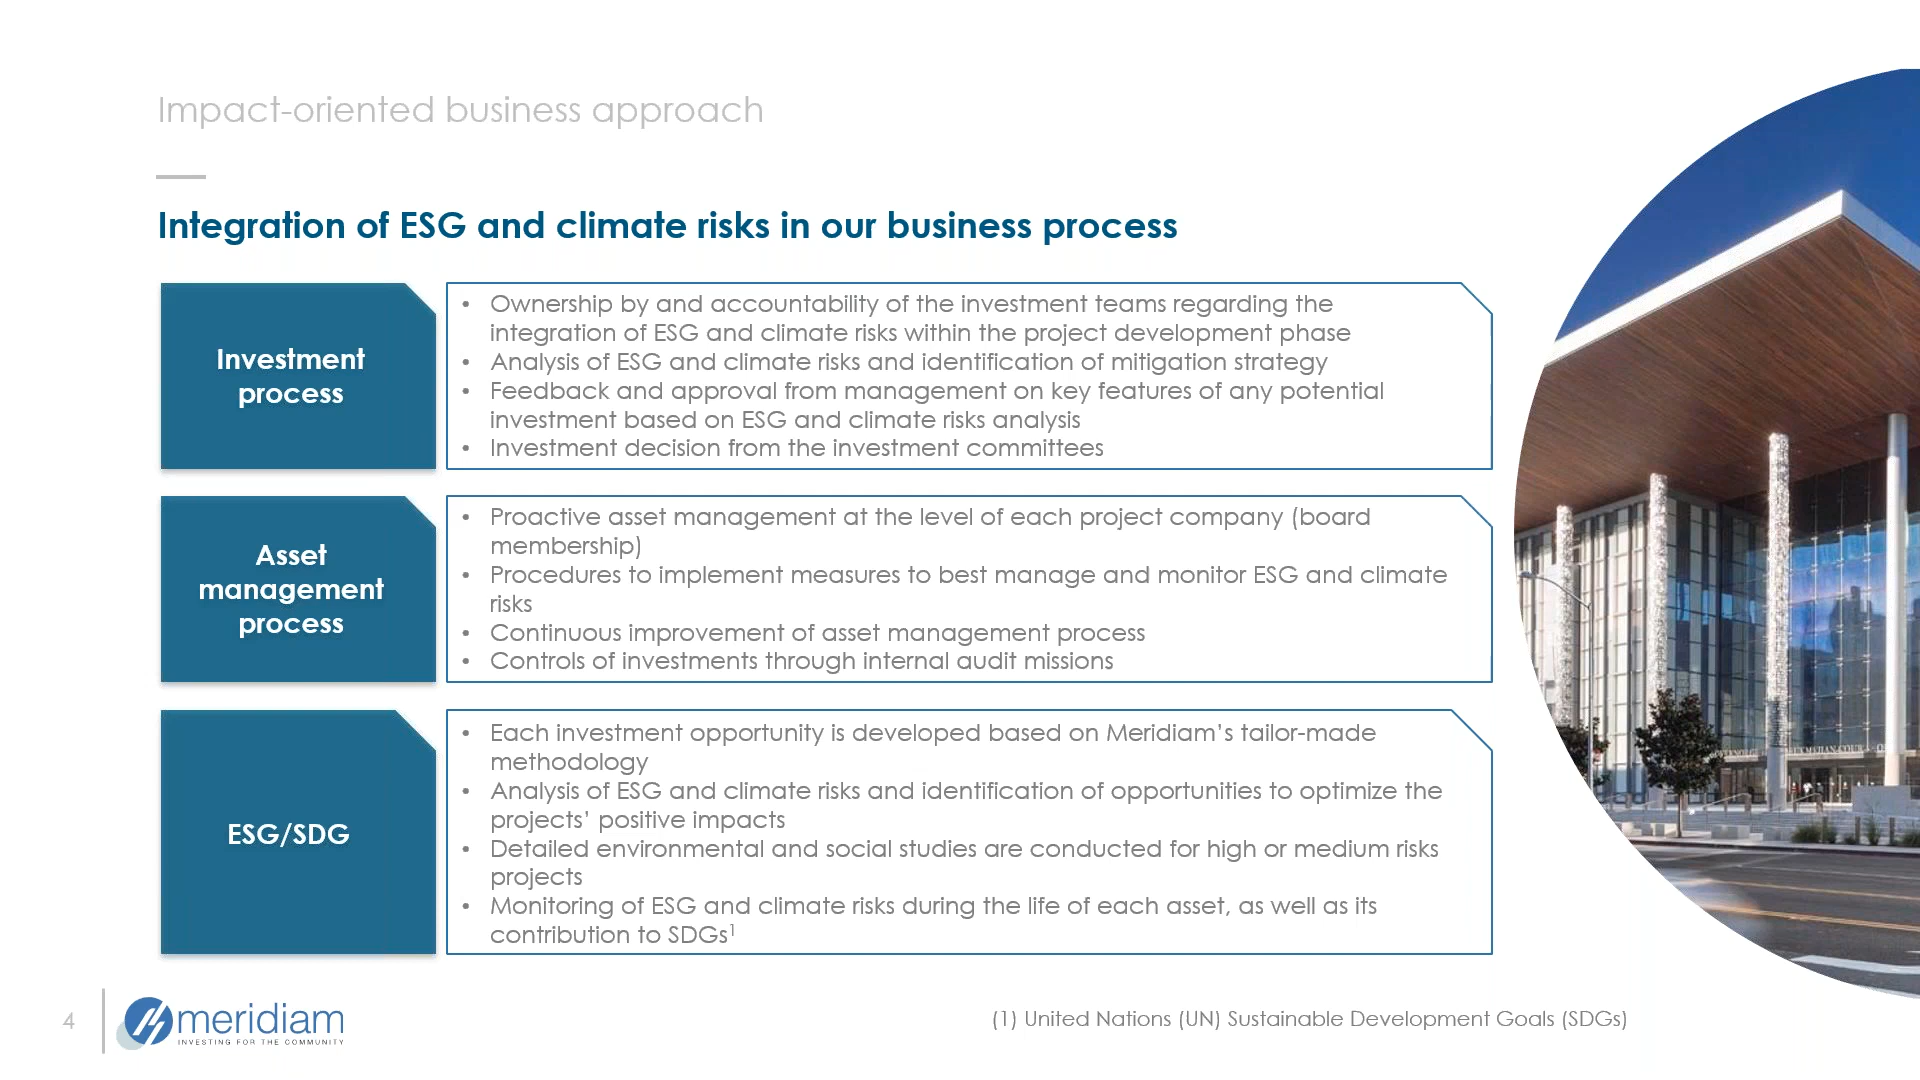 Impact-oriented business approach
Integration of ESG and climate risks in our business process
Investment
process
• Ownership by and accountability of the investment teams regarding the
integration of ESG and climate risks within the project development phase
• Analysis of ESG and climate risks and identification of mitigation strategy
• Feedback and approval from management on key features of any potential
investment based on ESG and climate risks analysis
• Investment decision from the investment committees
Asset
management
process
• Proactive asset management at the level of each project company (board
membership)
• Procedures to implement measures to best manage and monitor ESG and climate
risks
• Continuous improvement of asset management process
• Controls of investments through internal audit missions
ESG/SDG
• Each investment opportunity is developed based on Meridiam’s tailor-made
methodology
• Analysis of ESG and climate risks and identification of opportunities to optimize the
projects’ positive impacts
• Detailed environmental and social studies are conducted for high or medium risks
projects
• Monitoring of ESG and climate risks during the life of each asset, as well as its
contribution to SDGs¹
4
meridiam
INVESTING FOR THE COMMUNITY
(1) United Nations (UN) Sustainable Development Goals (SDGs)